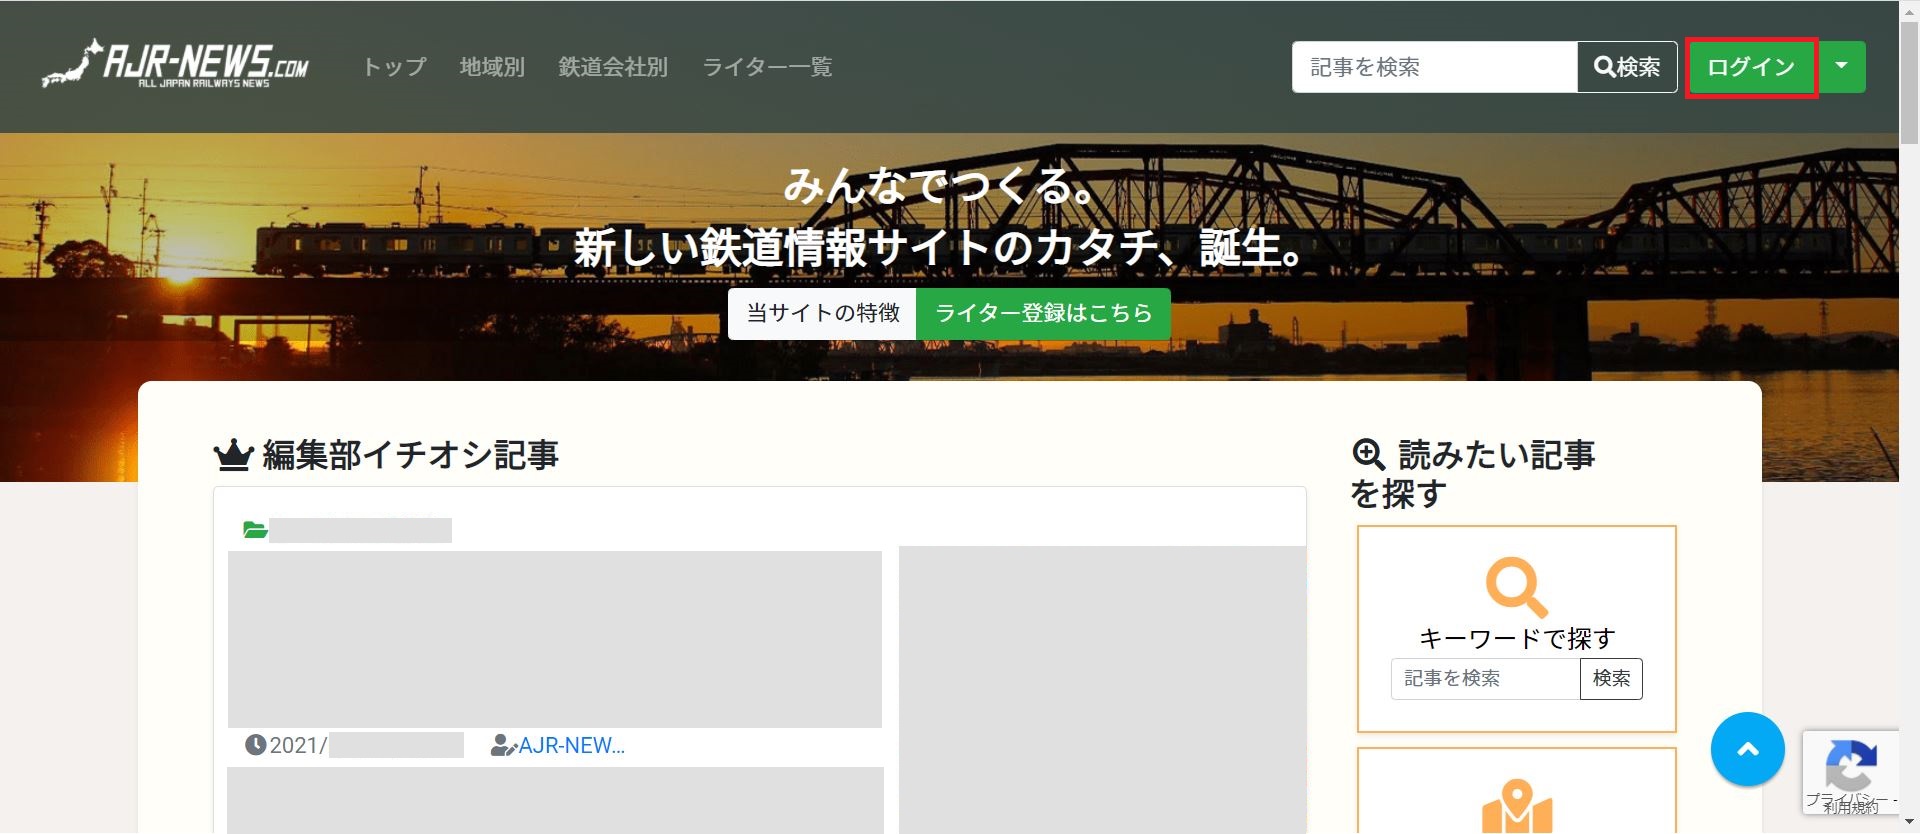 AJR-NEWS.COM
ALL JAPAN RAILWAYS NEWS
トップ 地域別 鉄道会社別 ライター一覧
記事を検索 検索 ログイン
みんなでつくる。
新しい鉄道情報サイトのカタチ、誕生。
当サイトの特徴 ライター登録はこちら
編集部イチオシ記事
2021/ AJR-NEW...
読みたい記事
を探す
キーワードで探す
記事を検索 検索
プライバシー -
利用規約